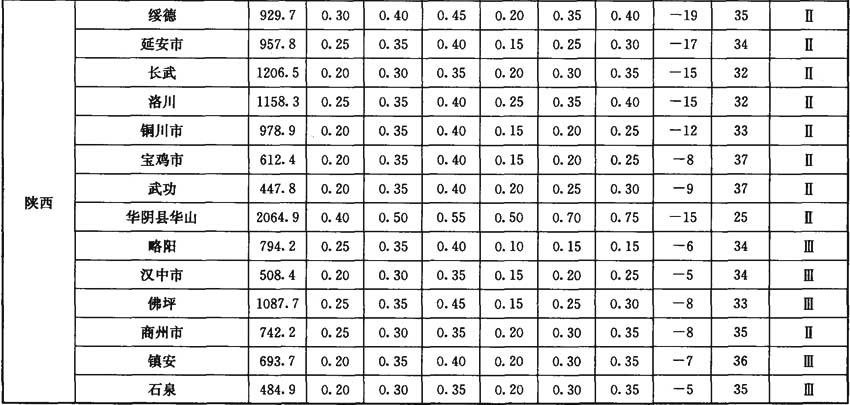 陕西
绥德 929.7 0.30 0.40 0.45 0.20 0.35 0.40 -19 35 Ⅱ
延安市 957.8 0.25 0.35 0.40 0.15 0.25 0.30 -17 34 Ⅱ
长武 1206.5 0.20 0.30 0.35 0.20 0.30 0.35 -15 32 Ⅱ
洛川 1158.3 0.25 0.35 0.40 0.25 0.35 0.40 -15 32 Ⅱ
铜川市 978.9 0.20 0.35 0.40 0.15 0.20 0.25 -12 33 Ⅱ
宝鸡市 612.4 0.20 0.35 0.40 0.15 0.20 0.25 -8 37 Ⅱ
武功 447.8 0.20 0.35 0.40 0.20 0.25 0.30 -9 37 Ⅱ
华阴县华山 2064.9 0.40 0.50 0.55 0.50 0.70 0.75 -15 25 Ⅱ
略阳 794.2 0.25 0.35 0.40 0.10 0.15 0.15 -6 34 Ⅲ
汉中市 508.4 0.20 0.30 0.35 0.15 0.20 0.25 -5 34 Ⅲ
佛坪 1087.7 0.25 0.35 0.45 0.15 0.25 0.30 -8 33 Ⅲ
商州市 742.2 0.25 0.30 0.35 0.20 0.30 0.35 -8 35 Ⅱ
镇安 693.7 0.20 0.35 0.40 0.20 0.30 0.35 -7 36 Ⅲ
石泉 484.9 0.20 0.30 0.35 0.20 0.30 0.35 -5 35 Ⅲ